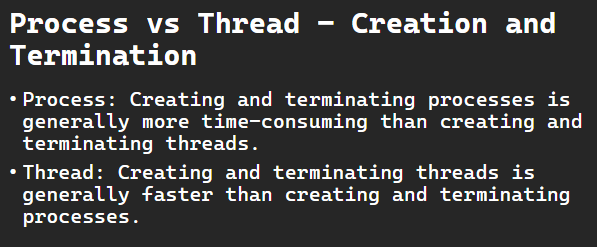 Process vs Thread - Creation and
Termination
• Process: Creating and terminating processes is
generally more time-consuming than creating and
terminating threads.
• Thread: Creating and terminating threads is
generally faster than creating and terminating
processes.